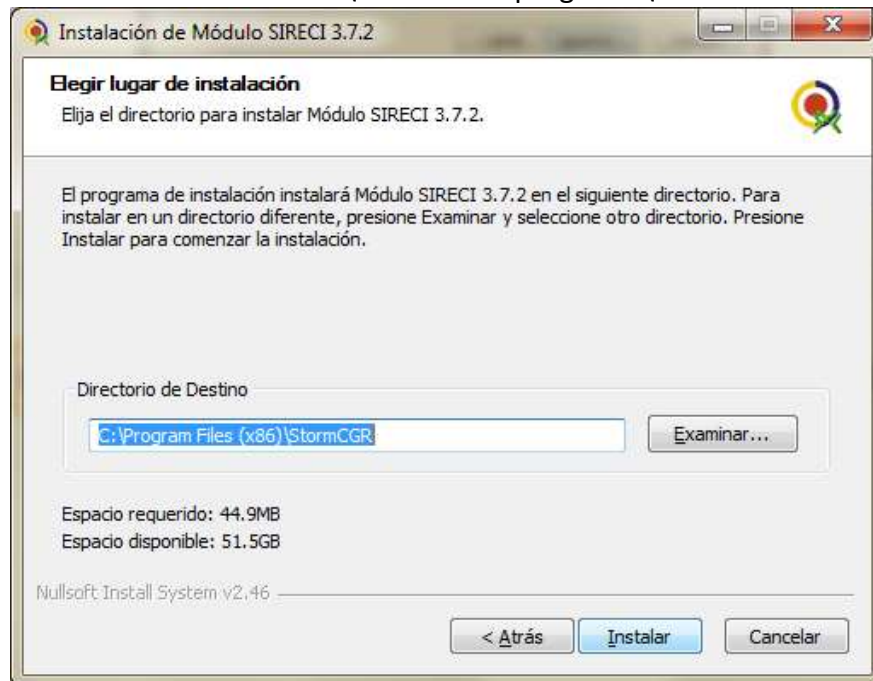 Instalación de Módulo SIRECI 3.7.2
Elegir lugar de instalación
Elija el directorio para instalar Módulo SIRECI 3.7.2.
El programa de instalación instalará Módulo SIRECI 3.7.2 en el siguiente directorio. Para
instalar en un directorio diferente, presione Examinar y seleccione otro directorio. Presione
Instalar para comenzar la instalación.
Directorio de Destino
C:\Program Files (x86)\StormCGR
Examinar...
Espacio requerido: 44.9MB
Espacio disponible: 51.5GB
Nullsoft Install System v2.46
< Atrás Instalar Cancelar